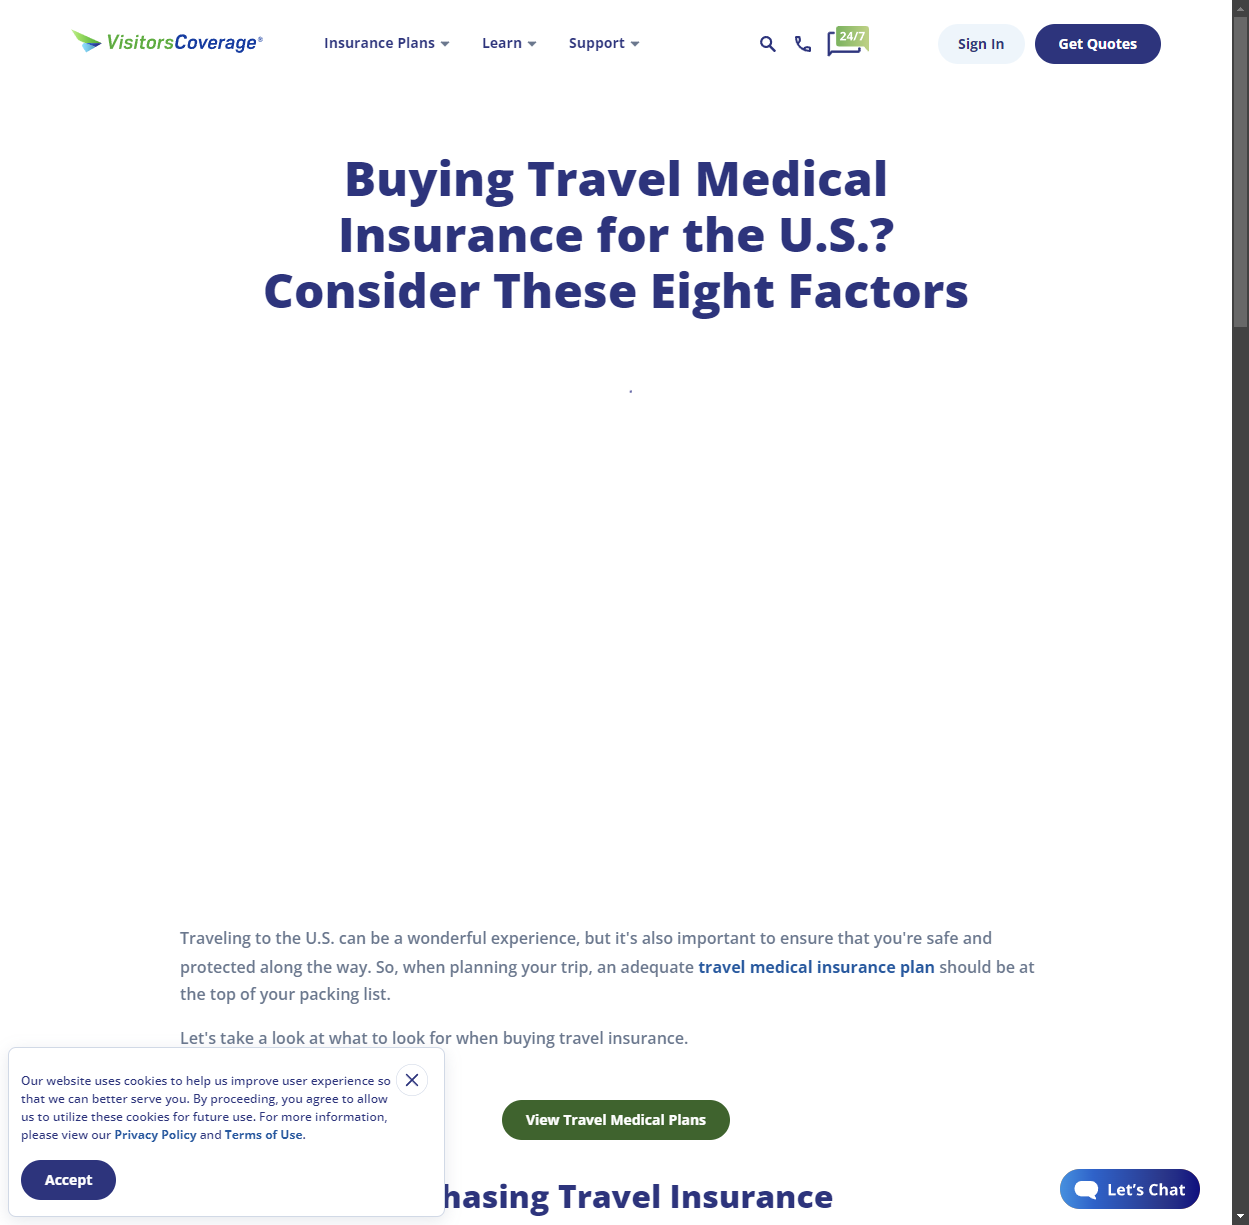 VisitorsCoverage®
Insurance Plans
Learn
Support
24/7
Sign In
Get Quotes
Buying Travel Medical
Insurance for the U.S.?
Consider These Eight Factors
Traveling to the U.S. can be a wonderful experience, but it's also important to ensure that you're safe and
protected along the way. So, when planning your trip, an adequate travel medical insurance plan should be at
the top of your packing list.
Let's take a look at what to look for when buying travel insurance.
View Travel Medical Plans
hasing Travel Insurance
Our website uses cookies to help us improve user experience so
that we can better serve you. By proceeding, you agree to allow
us to utilize these cookies for future use. For more information,
please view our Privacy Policy and Terms of Use.
Accept
Let's Chat